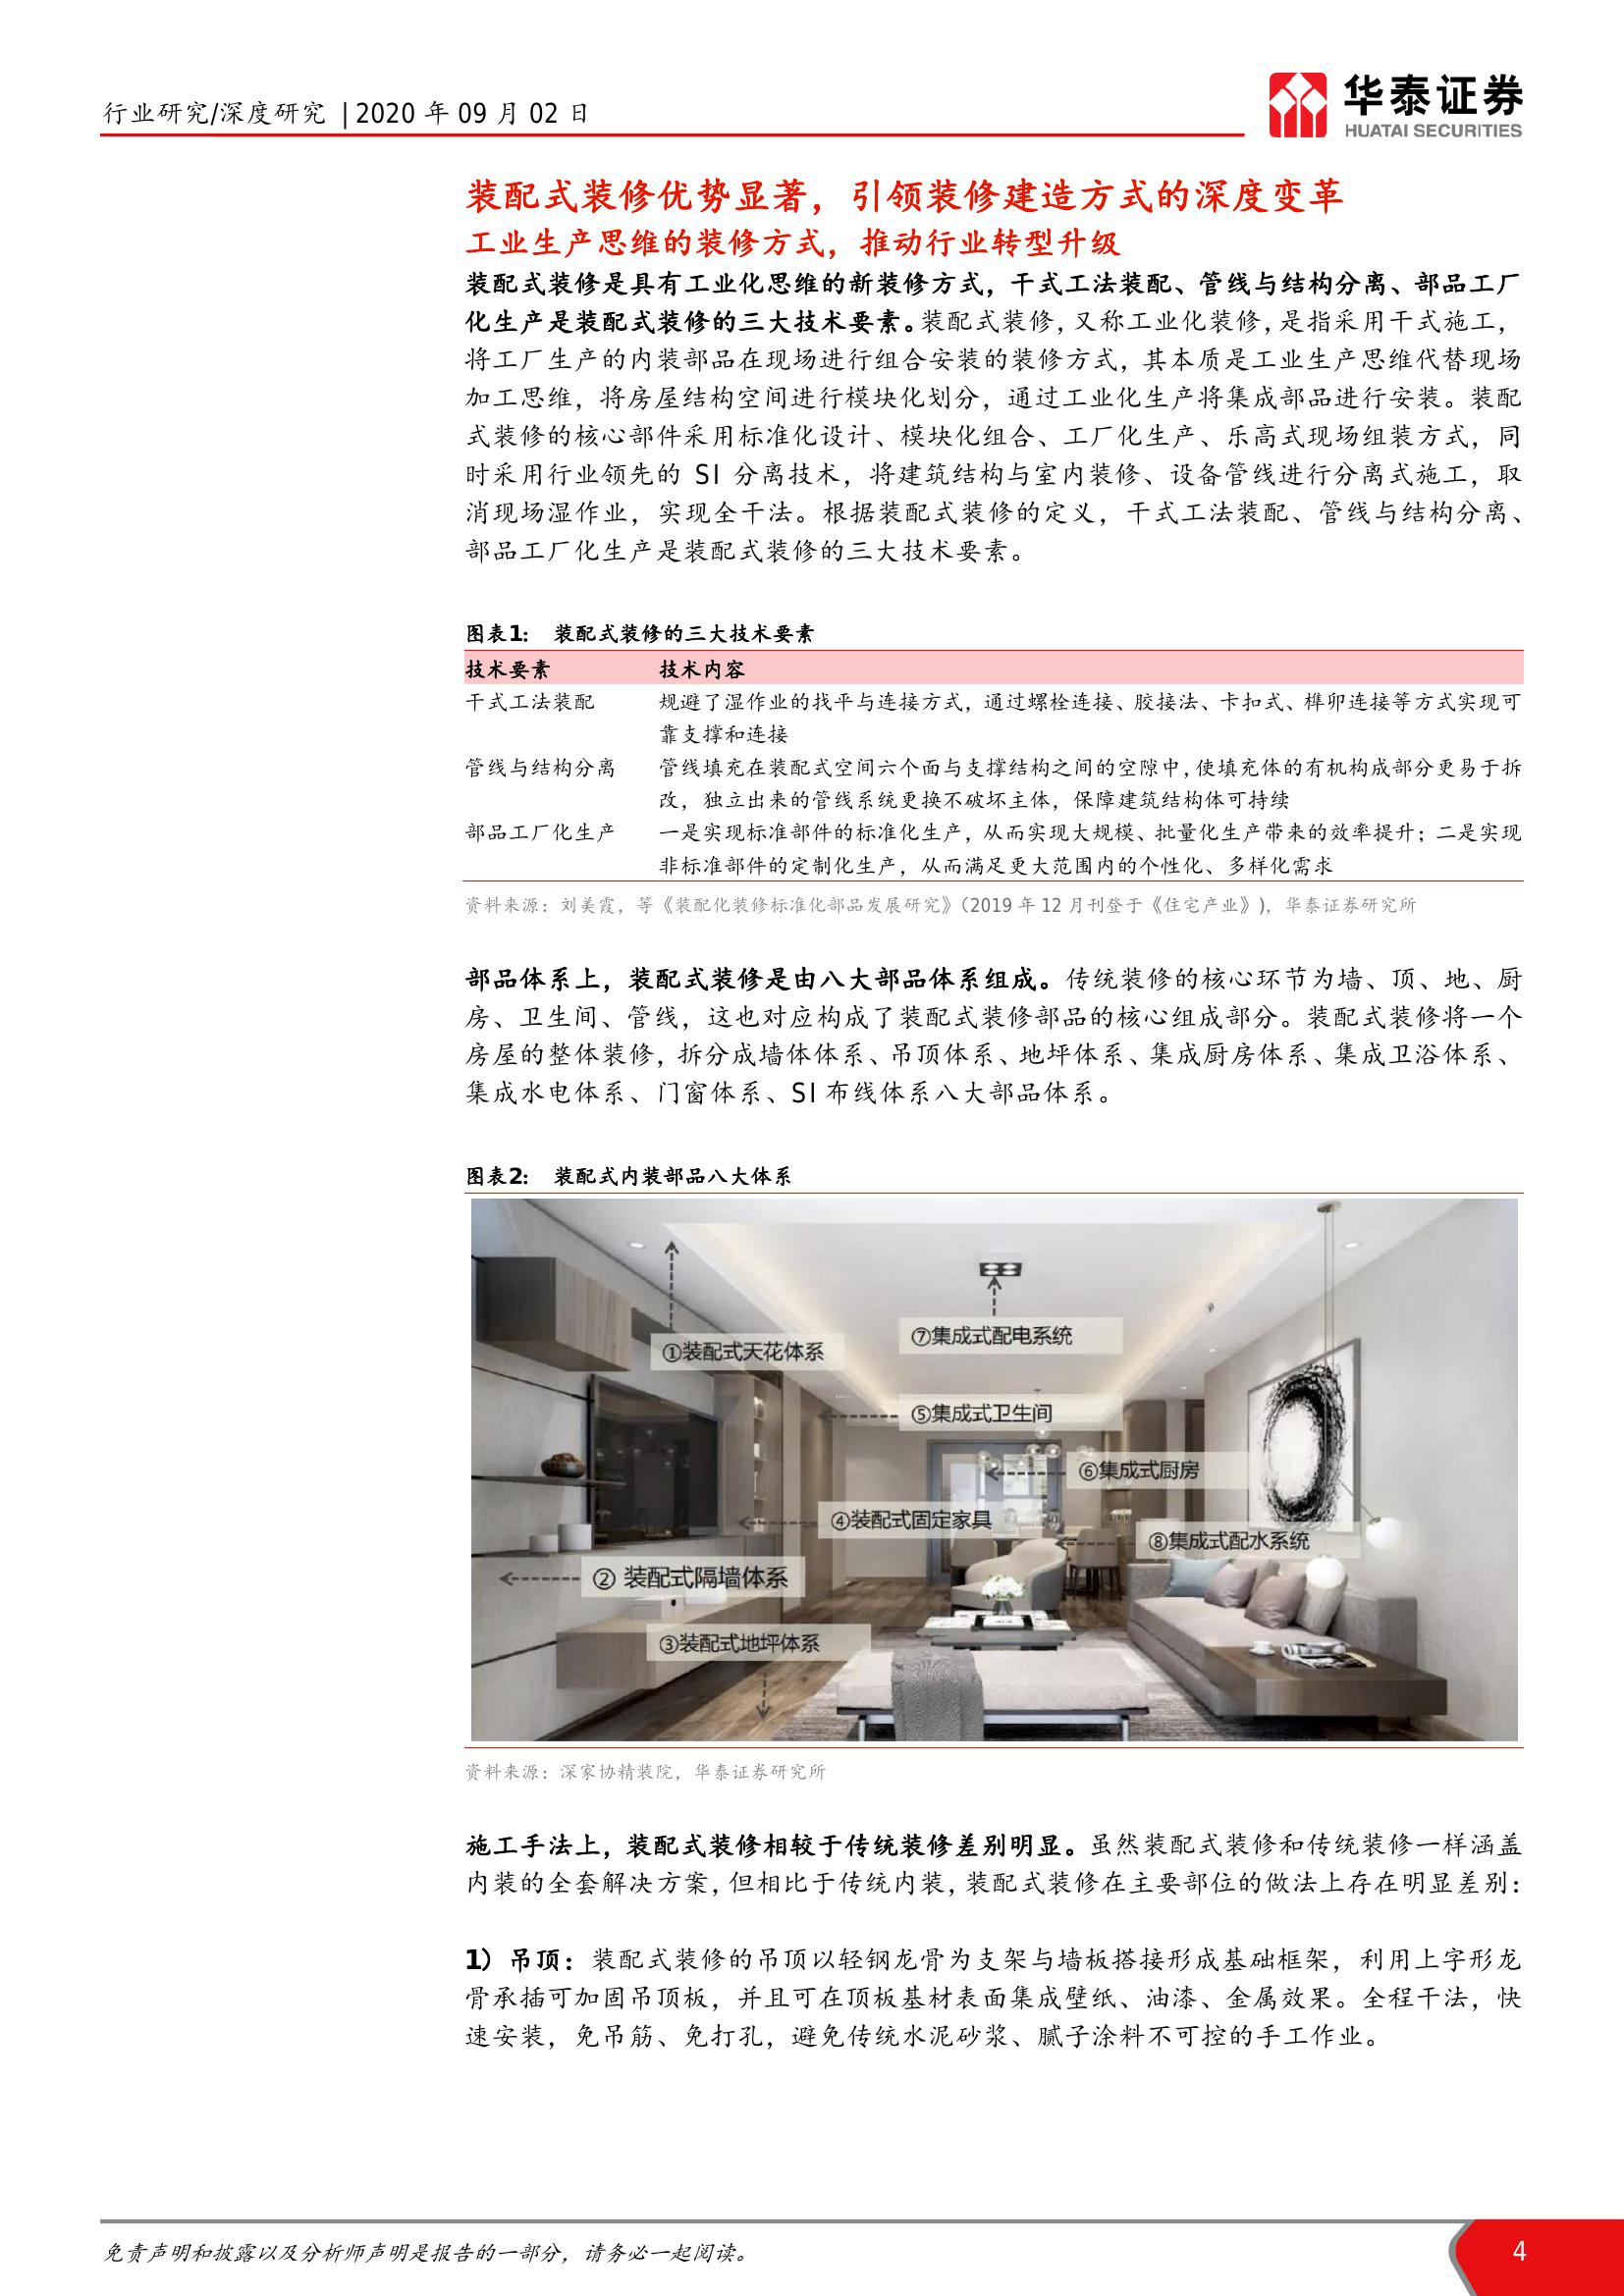 行业研究/深度研究 | 2020 年 09 月 02 日
华泰证券
HUATAI SECURITIES
装配式装修优势显著，引领装修建造方式的深度变革
工业生产思维的装修方式，推动行业转型升级
装配式装修是具有工业化思维的新装修方式，干式工法装配、管线与结构分离、部品工厂
化生产是装配式装修的三大技术要素。装配式装修，又称工业化装修，是指采用干式施工，
将工厂生产的内装部品在现场进行组合安装的装修方式，其本质是工业生产思维代替现场
加工思维，将房屋结构空间进行模块化划分，通过工业化生产将集成部品进行安装。装配
式装修的核心部件采用标准化设计、模块化组合、工厂化生产、乐高式现场组装方式，同
时采用行业领先的 SI 分离技术，将建筑结构与室内装修、设备管线进行分离式施工，取
消现场湿作业，实现全干法。根据装配式装修的定义，干式工法装配、管线与结构分离、
部品工厂化生产是装配式装修的三大技术要素。
图表1： 装配式装修的三大技术要素
技术要素 技术内容
干式工法装配 规避了湿作业的找平与连接方式，通过螺栓连接、胶接法、卡扣式、榫卯连接等方式实现可
靠支撑和连接
管线与结构分离 管线填充在装配式空间六个面与支撑结构之间的空隙中，使填充体的有机构成部分更易于拆
改，独立出来的管线系统更换不破坏主体，保障建筑结构体可持续
部品工厂化生产 一是实现标准部件的标准化生产，从而实现大规模、批量化生产带来的效率提升；二是实现
非标准部件的定制化生产，从而满足更大范围内的个性化、多样化需求
资料来源：刘美霞，等《装配化装修标准化部品发展研究》（2019 年 12 月刊登于《住宅产业》），华泰证券研究所
部品体系上，装配式装修是由八大部品体系组成。传统装修的核心环节为墙、顶、地、厨
房、卫生间、管线，这也对应构成了装配式装修部品的核心组成部分。装配式装修将一个
房屋的整体装修，拆分成墙体体系、吊顶体系、地坪体系、集成厨房体系、集成卫浴体系、
集成水电体系、门窗体系、SI 布线体系八大部品体系。
图表2： 装配式内装部品八大体系
⑦集成式配电系统
①装配式天花体系
⑤集成式卫生间
⑥集成式厨房
④装配式固定家具
⑧集成式配水系统
② 装配式隔墙体系
③装配式地坪体系
资料来源：深家协精装院，华泰证券研究所
施工手法上，装配式装修相较于传统装修差别明显。虽然装配式装修和传统装修一样涵盖
内装的全套解决方案，但相比于传统内装，装配式装修在主要部位的做法上存在明显差别：
1）吊顶：装配式装修的吊顶以轻钢龙骨为支架与墙板搭接形成基础框架，利用上字形龙
骨承插可加固吊顶板，并且可在顶板基材表面集成壁纸、油漆、金属效果。全程干法，快
速安装，免吊筋、免打孔，避免传统水泥砂浆、腻子涂料不可控的手工作业。
免责声明和披露以及分析师声明是报告的一部分，请务必一起阅读。
4